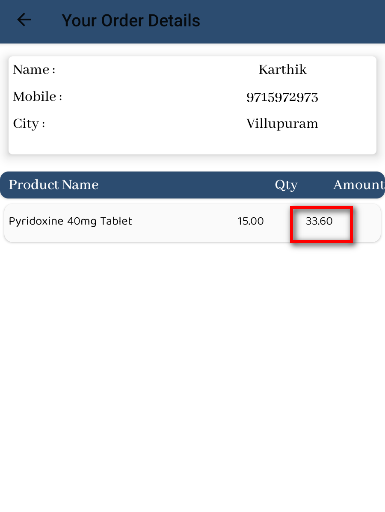 Your Order Details
Name : Karthik
Mobile : 9715972973
City : Villupuram
Product Name Qty Amount
Pyridoxine 40mg Tablet 15.00 33.60